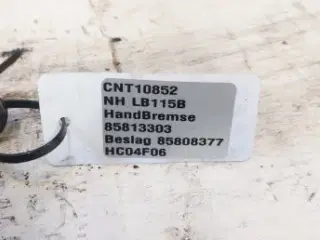 CNT10852
NH LB115B
HandBremse
85813303
Beslag 85808377
HC04F06